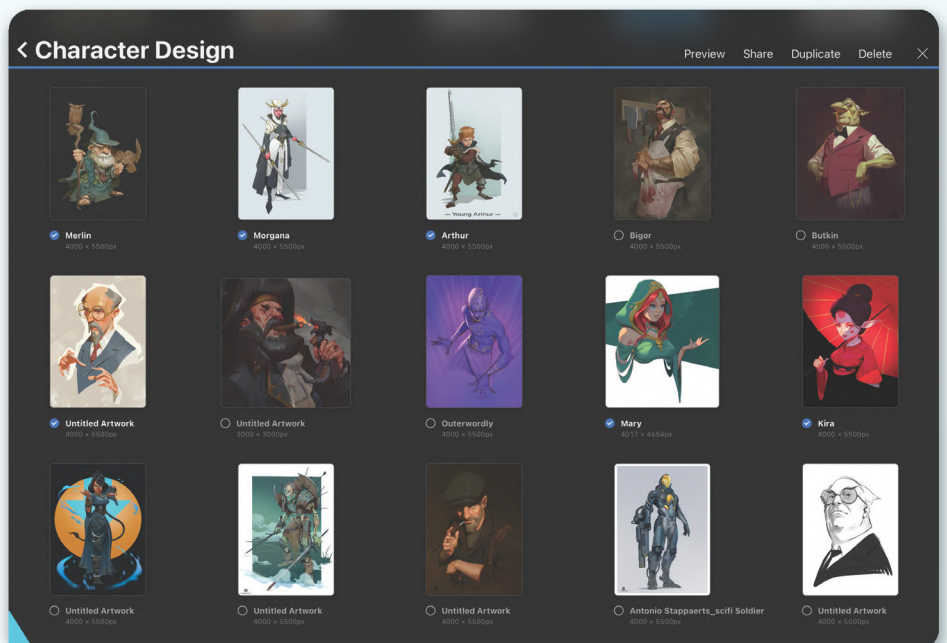 Character Design
Preview Share Duplicate Delete
— Young Arthur —
Merlin
4000 × 5500px
Morgana
4000 × 5500px
Arthur
4000 × 5500px
Bigor
4000 × 5500px
Butkin
4500 × 5500px
Untitled Artwork
4000 × 5500px
Untitled Artwork
3000 × 3000px
Outerwordly
4000 × 5500px
Mary
4017 × 4654px
Kira
4000 × 5500px
Untitled Artwork
4000 × 5500px
Untitled Artwork
4000 × 5500px
Untitled Artwork
4000 × 5500px
Antonio Stappaerts_scifi Soldier
4000 × 5500px
Untitled Artwork
4000 × 5500px